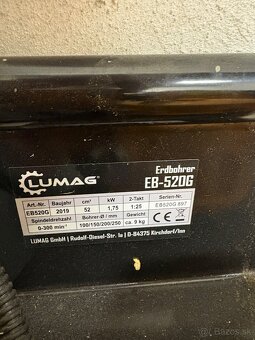 LUMAG®
Erdbohrer
EB-520G
Art.-Nr. Baujahr cm³ kW 2-Takt Serien-Nr.
EB520G 2019 52 1,75 1:25 EB520G 697
Spindeldrehzahl Bohrer-Ø / mm Gewicht
0-300 min⁻¹ 100/150/200/250 ca. 9 kg
LUMAG GmbH | Rudolf-Diesel-Str. 1a | D-84375 Kirchdorf/Inn